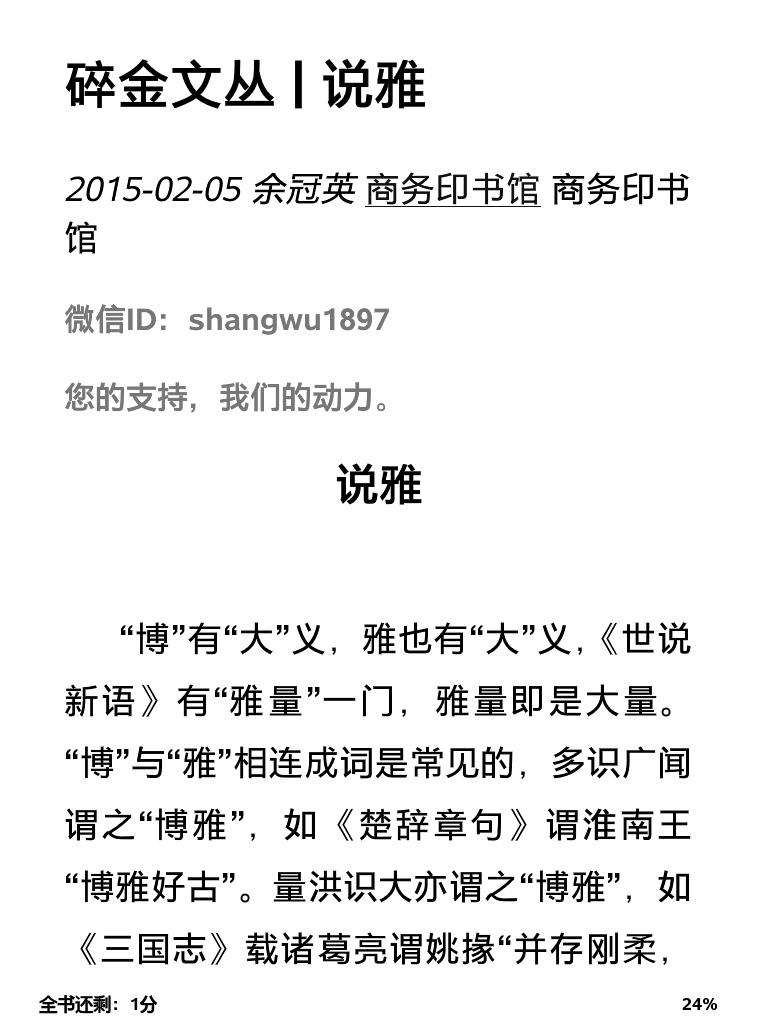 碎金文丛 | 说雅
2015-02-05 余冠英 商务印书馆 商务印书
馆
微信ID：shangwu1897
您的支持，我们的动力。
说雅
“博”有“大”义，雅也有“大”义，《世说
新语》有“雅量”一门，雅量即是大量。
“博”与“雅”相连成词是常见的，多识广闻
谓之“博雅”，如《楚辞章句》谓淮南王
“博雅好古”。量洪识大亦谓之“博雅”，如
《三国志》载诸葛亮谓姚掾“并存刚柔，
全书还剩：1分
24%